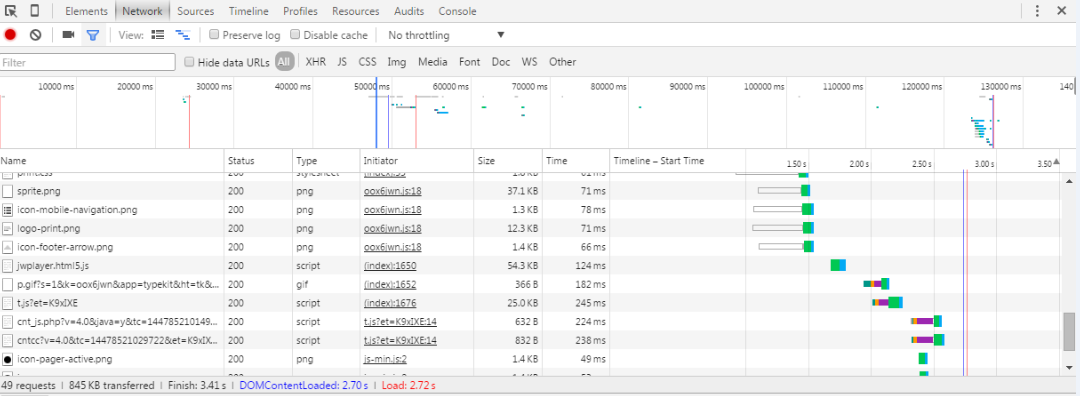 Elements Network Sources Timeline Profiles Resources Audits Console
View: Preserve log Disable cache No throttling
Filter Hide data URLs All XHR JS CSS Img Media Font Doc WS Other
10000 ms 20000 ms 30000 ms 40000 ms 50000 ms 60000 ms 70000 ms 80000 ms 90000 ms 100000 ms 110000 ms 120000 ms 130000 ms 140
Name Status Type Initiator Size Time Timeline – Start Time 1.50 s 2.00 s 2.50 s 3.00 s 3.50
sprite.png 200 png oox6jwn.js:18 37.1 KB 71 ms
icon-mobile-navigation.png 200 png oox6jwn.js:18 1.3 KB 78 ms
logo-print.png 200 png oox6jwn.js:18 12.3 KB 71 ms
icon-footer-arrow.png 200 png oox6jwn.js:18 1.4 KB 66 ms
jwplayer.html5.js 200 script (index):1650 54.3 KB 124 ms
p.gif?s=1&k=oox6jwn&app=typekit&ht=tk&... 200 gif (index):1652 366 B 182 ms
t.js?et=K9xIXE 200 script (index):1676 25.0 KB 245 ms
cnt_js.php?v=4.0&java=y&tc=144785210149... 200 script t.js?et=K9xIXE:14 632 B 224 ms
cntcc?v=4.0&tc=14478521029722&et=K9xIX... 200 script t.js?et=K9xIXE:14 832 B 238 ms
icon-pager-active.png 200 png js-min.js:2 1.4 KB 49 ms
49 requests | 845 KB transferred | Finish: 3.41 s | DOMContentLoaded: 2.70 s | Load: 2.72 s